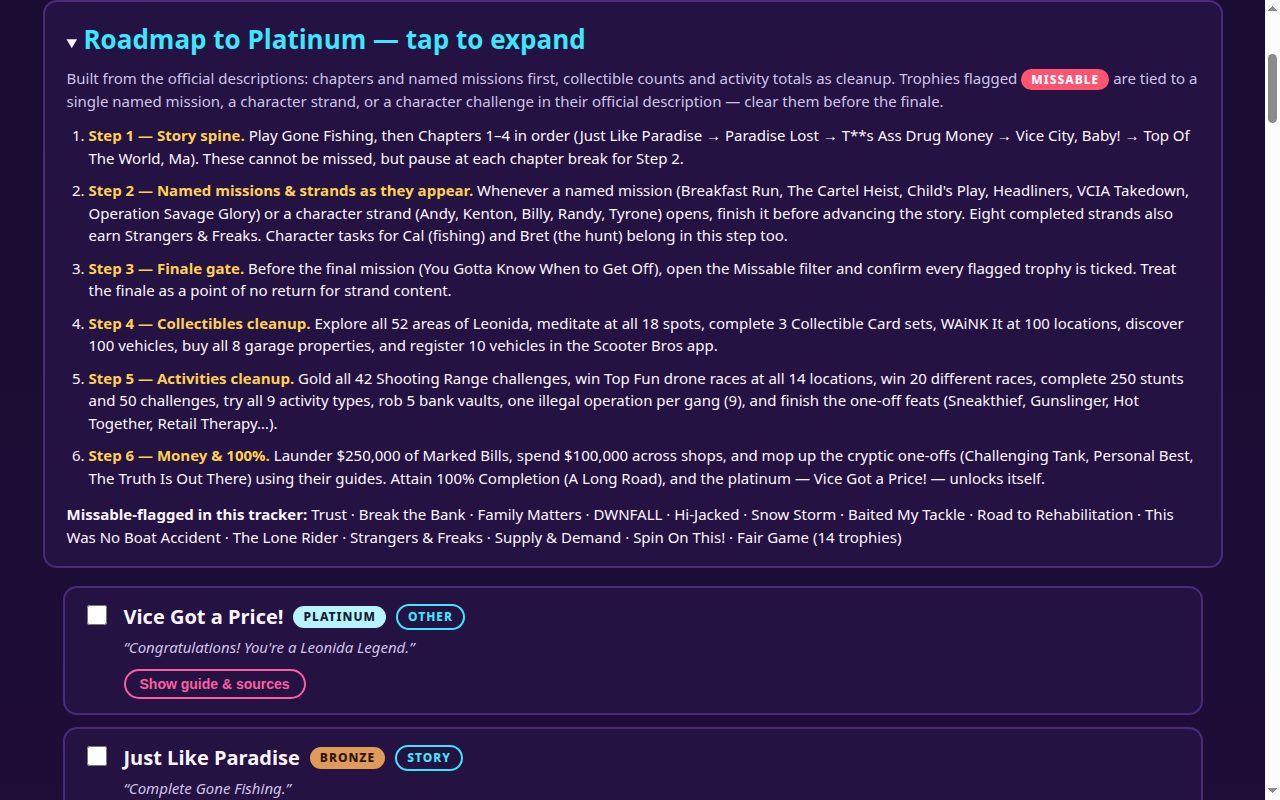 Roadmap to Platinum — tap to expand
Built from the official descriptions: chapters and named missions first, collectible counts and activity totals as cleanup. Trophies flagged MISSABLE are tied to a
single named mission, a character strand, or a character challenge in their official description — clear them before the finale.
1. Step 1 — Story spine. Play Gone Fishing, then Chapters 1–4 in order (Just Like Paradise → Paradise Lost → T**s Ass Drug Money → Vice City, Baby! → Top Of
The World, Ma). These cannot be missed, but pause at each chapter break for Step 2.
2. Step 2 — Named missions & strands as they appear. Whenever a named mission (Breakfast Run, The Cartel Heist, Child's Play, Headliners, VCIA Takedown,
Operation Savage Glory) or a character strand (Andy, Kenton, Billy, Randy, Tyrone) opens, finish it before advancing the story. Eight completed strands also
earn Strangers & Freaks. Character tasks for Cal (fishing) and Bret (the hunt) belong in this step too.
3. Step 3 — Finale gate. Before the final mission (You Gotta Know When to Get Off), open the Missable filter and confirm every flagged trophy is ticked. Treat
the finale as a point of no return for strand content.
4. Step 4 — Collectibles cleanup. Explore all 52 areas of Leonida, meditate at all 18 spots, complete 3 Collectible Card sets, WAiNK It at 100 locations, discover
100 vehicles, buy all 8 garage properties, and register 10 vehicles in the Scooter Bros app.
5. Step 5 — Activities cleanup. Gold all 42 Shooting Range challenges, win Top Fun drone races at all 14 locations, win 20 different races, complete 250 stunts
and 50 challenges, try all 9 activity types, rob 5 bank vaults, one illegal operation per gang (9), and finish the one-off feats (Sneakthief, Gunslinger, Hot
Together, Retail Therapy...).
6. Step 6 — Money & 100%. Launder $250,000 of Marked Bills, spend $100,000 across shops, and mop up the cryptic one-offs (Challenging Tank, Personal Best,
The Truth Is Out There) using their guides. Attain 100% Completion (A Long Road), and the platinum — Vice Got a Price! — unlocks itself.
Missable-flagged in this tracker: Trust · Break the Bank · Family Matters · DWNFALL · Hi-Jacked · Snow Storm · Baited My Tackle · Road to Rehabilitation · This
Was No Boat Accident · The Lone Rider · Strangers & Freaks · Supply & Demand · Spin On This! · Fair Game (14 trophies)
Vice Got a Price! PLATINUM OTHER
“Congratulations! You're a Leonida Legend.”
Show guide & sources
Just Like Paradise BRONZE STORY
“Complete Gone Fishing.”